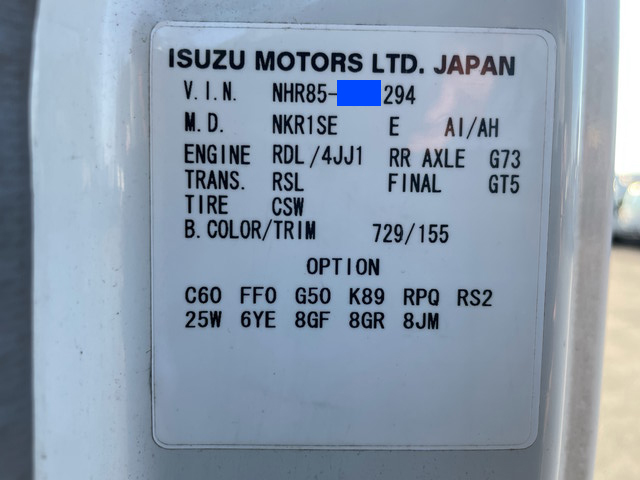 ISUZU MOTORS LTD. JAPAN
V.I.N. NHR85- 294
M.D. NKR1SE E AI/AH
ENGINE RDL/4JJ1 RR AXLE G73
TRANS. RSL FINAL GT5
TIRE CSW
B.COLOR/TRIM 729/155
OPTION
C60 FF0 G50 K89 RPQ RS2
25W 6YE 8GF 8GR 8JM